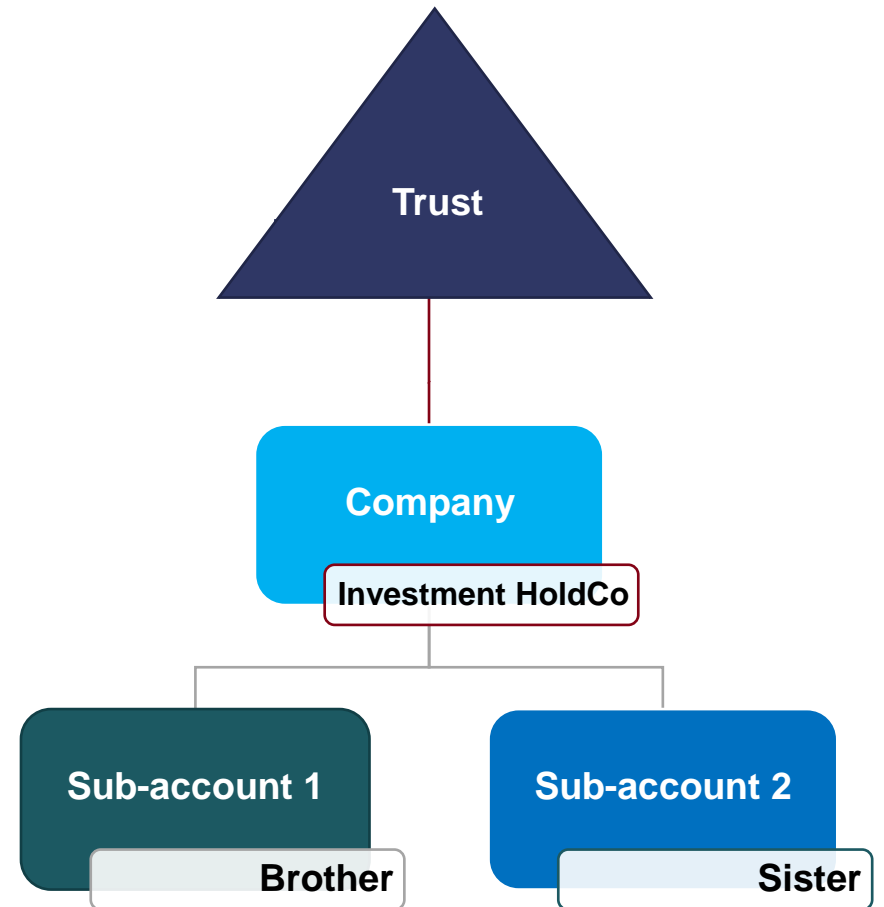 Trust
Company
Investment HoldCo
Sub-account 1
Brother
Sub-account 2
Sister